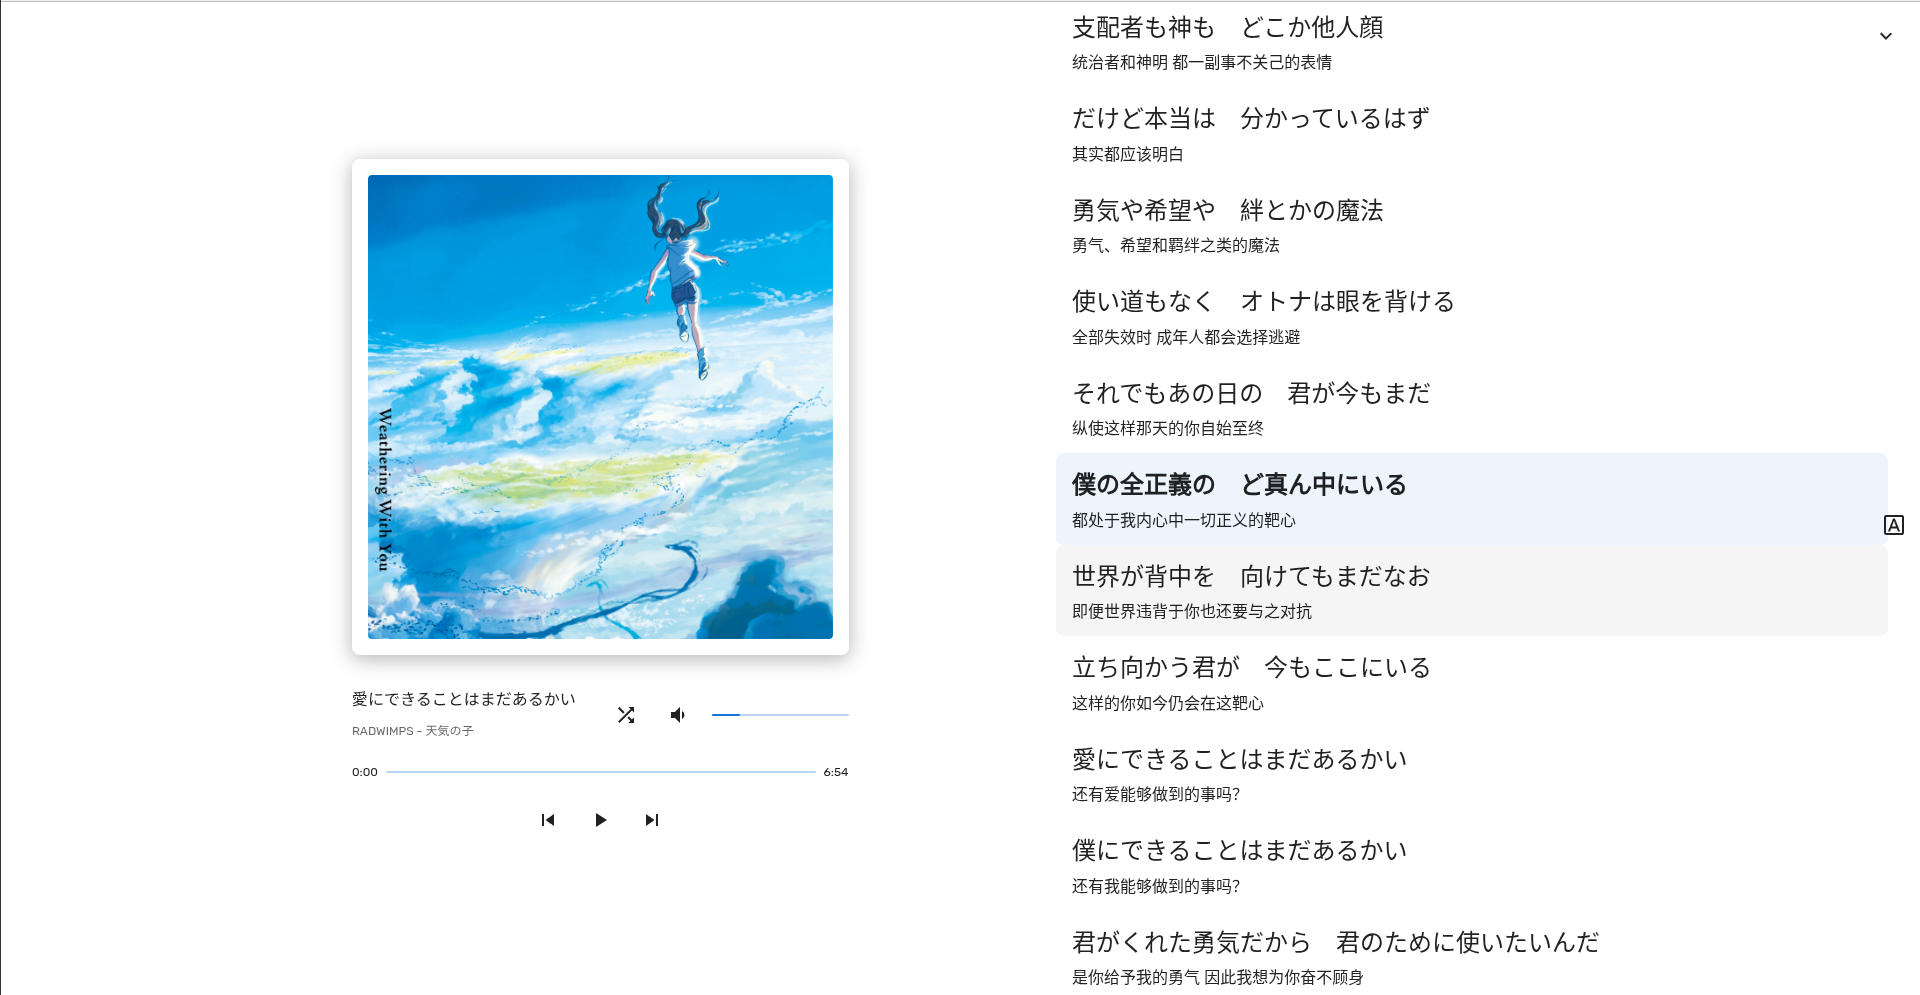 Weathering With You
愛にできることはまだあるかい
RADWIMPS - 天気の子
0:00
6:54
支配者も神も　どこか他人顔
统治者和神明 都一副事不关己的表情
だけど本当は　分かっているはず
其实都应该明白
勇気や希望や　絆とかの魔法
勇气、希望和羁绊之类的魔法
使い道もなく　オトナは眼を背ける
全部失效时 成年人都会选择逃避
それでもあの日の　君が今もまだ
纵使这样那天的你自始至终
僕の全正義の　ど真ん中にいる
都处于我内心中一切正义的靶心
世界が背中を　向けてもまだなお
即便世界违背于你也还要与之对抗
立ち向かう君が　今もここにいる
这样的你如今仍会在这靶心
愛にできることはまだあるかい
还有爱能够做到的事吗？
僕にできることはまだあるかい
还有我能够做到的事吗？
君がくれた勇気だから　君のために使いたいんだ
是你给予我的勇气 因此我想为你奋不顾身
A